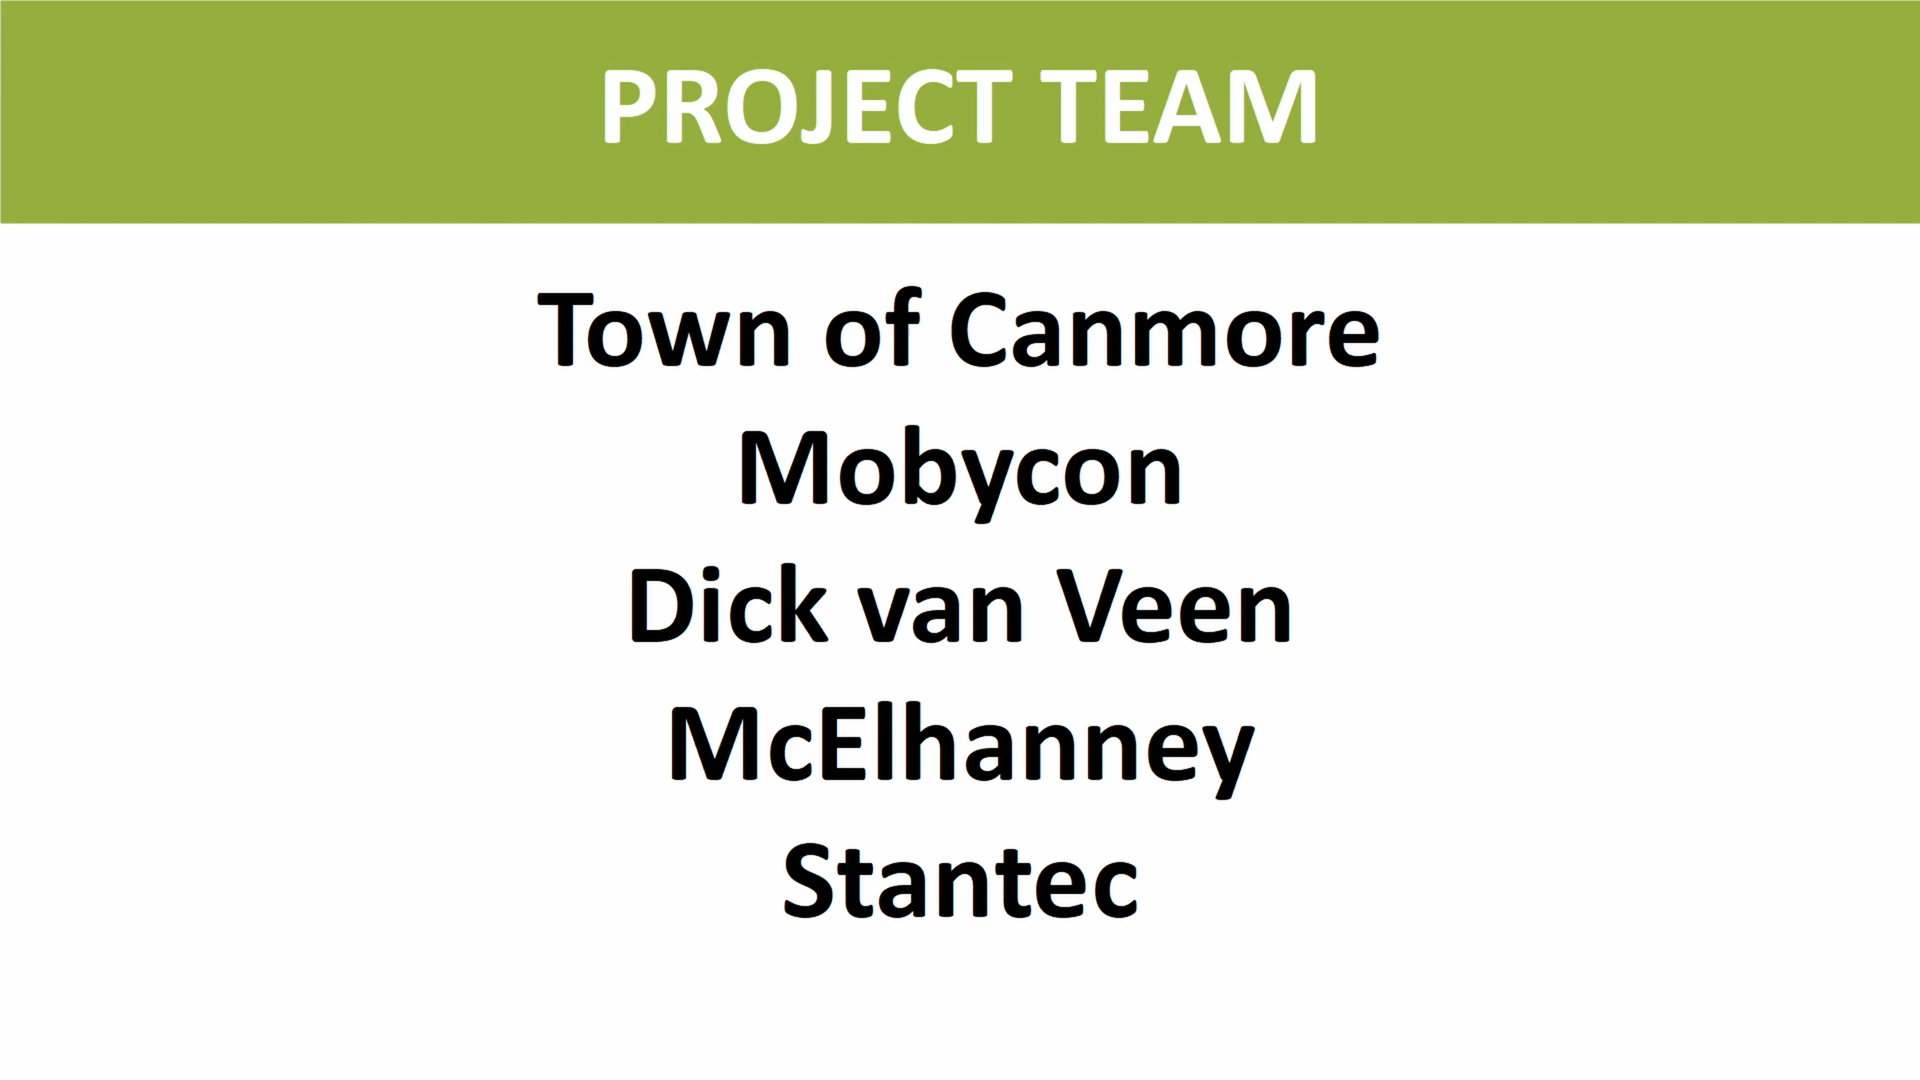 PROJECT TEAM
Town of Canmore
Mobycon
Dick van Veen
McElhanney
Stantec